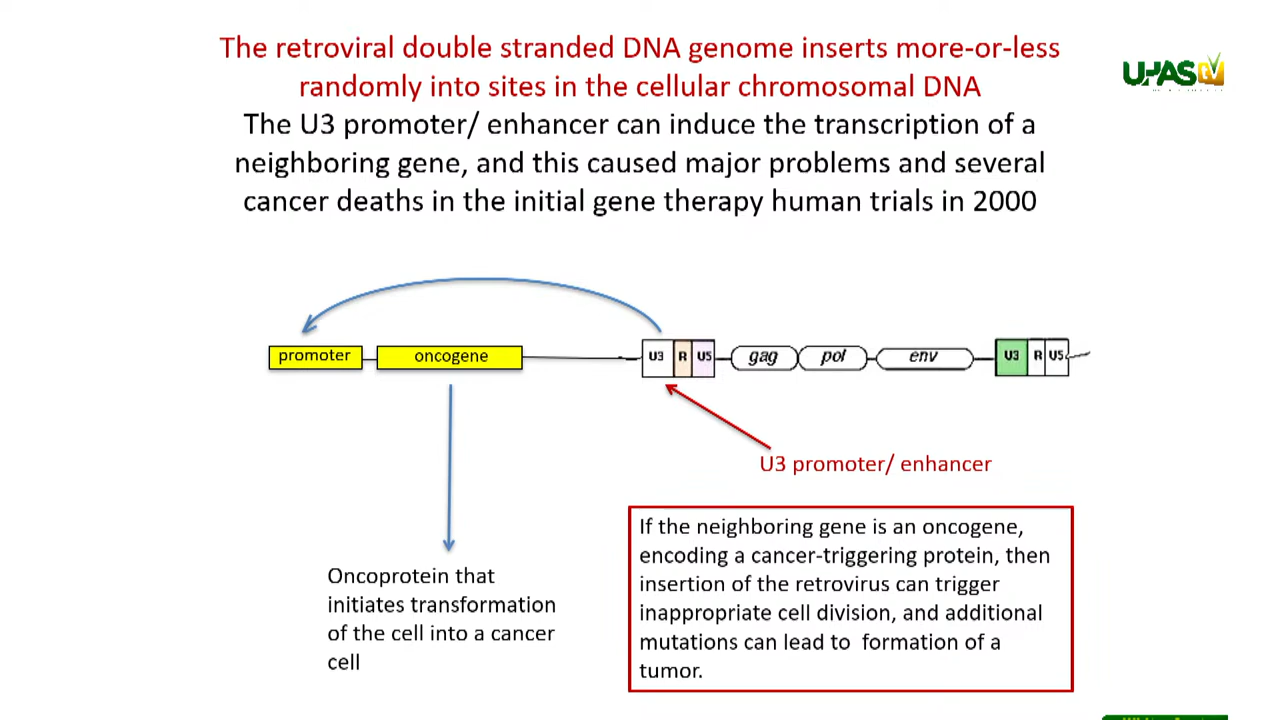 The retroviral double stranded DNA genome inserts more-or-less
randomly into sites in the cellular chromosomal DNA
The U3 promoter/ enhancer can induce the transcription of a
neighboring gene, and this caused major problems and several
cancer deaths in the initial gene therapy human trials in 2000
UHAS TV
promoter
oncogene
U3 R U5
gag
pol
env
U3 R U5
U3 promoter/ enhancer
If the neighboring gene is an oncogene,
encoding a cancer-triggering protein, then
insertion of the retrovirus can trigger
inappropriate cell division, and additional
mutations can lead to formation of a
tumor.
Oncoprotein that
initiates transformation
of the cell into a cancer
cell